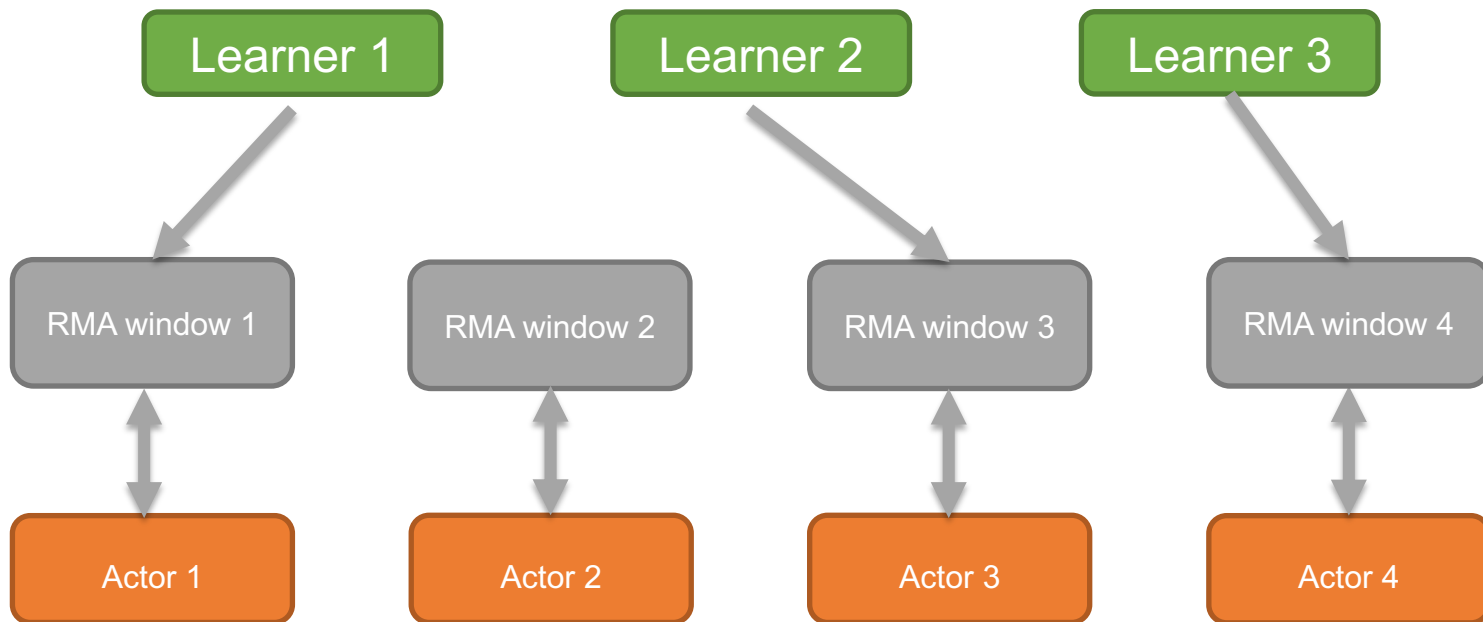 Learner 1
Learner 2
Learner 3
RMA window 1
RMA window 2
RMA window 3
RMA window 4
Actor 1
Actor 2
Actor 3
Actor 4